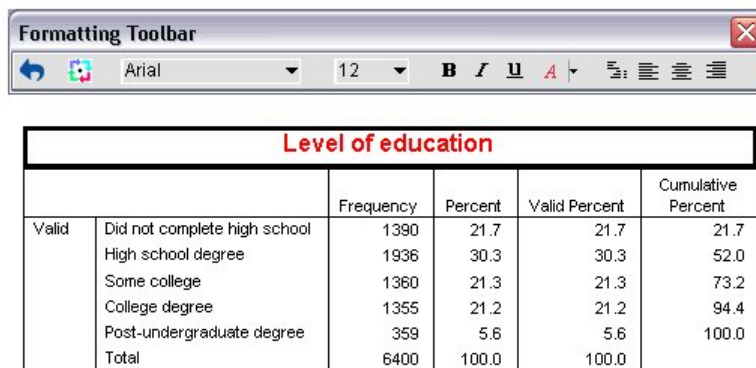 Formatting Toolbar
Arial 12 B I U A
Level of education
Frequency Percent Valid Percent Cumulative Percent
Valid Did not complete high school 1390 21.7 21.7 21.7
High school degree 1936 30.3 30.3 52.0
Some college 1360 21.3 21.3 73.2
College degree 1355 21.2 21.2 94.4
Post-undergraduate degree 359 5.6 5.6 100.0
Total 6400 100.0 100.0